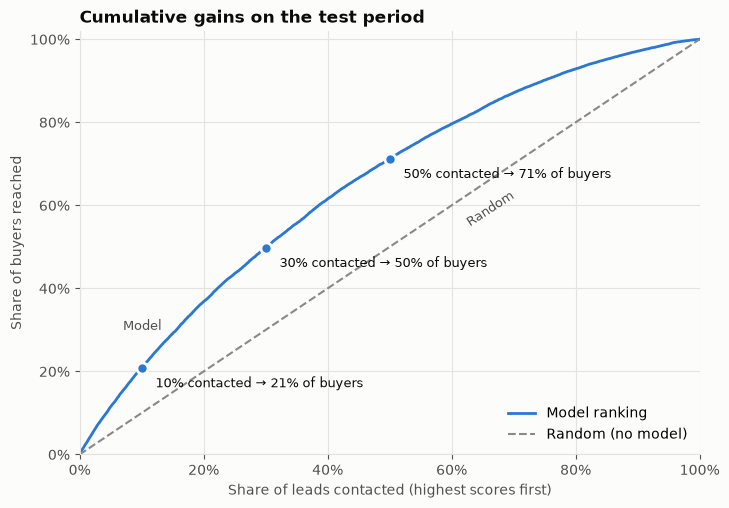 Cumulative gains on the test period
100%
80%
60%
40%
20%
0%
Share of buyers reached
50% contacted → 71% of buyers
Random
30% contacted → 50% of buyers
Model
10% contacted → 21% of buyers
Model ranking
Random (no model)
0%
20%
40%
60%
80%
100%
Share of leads contacted (highest scores first)